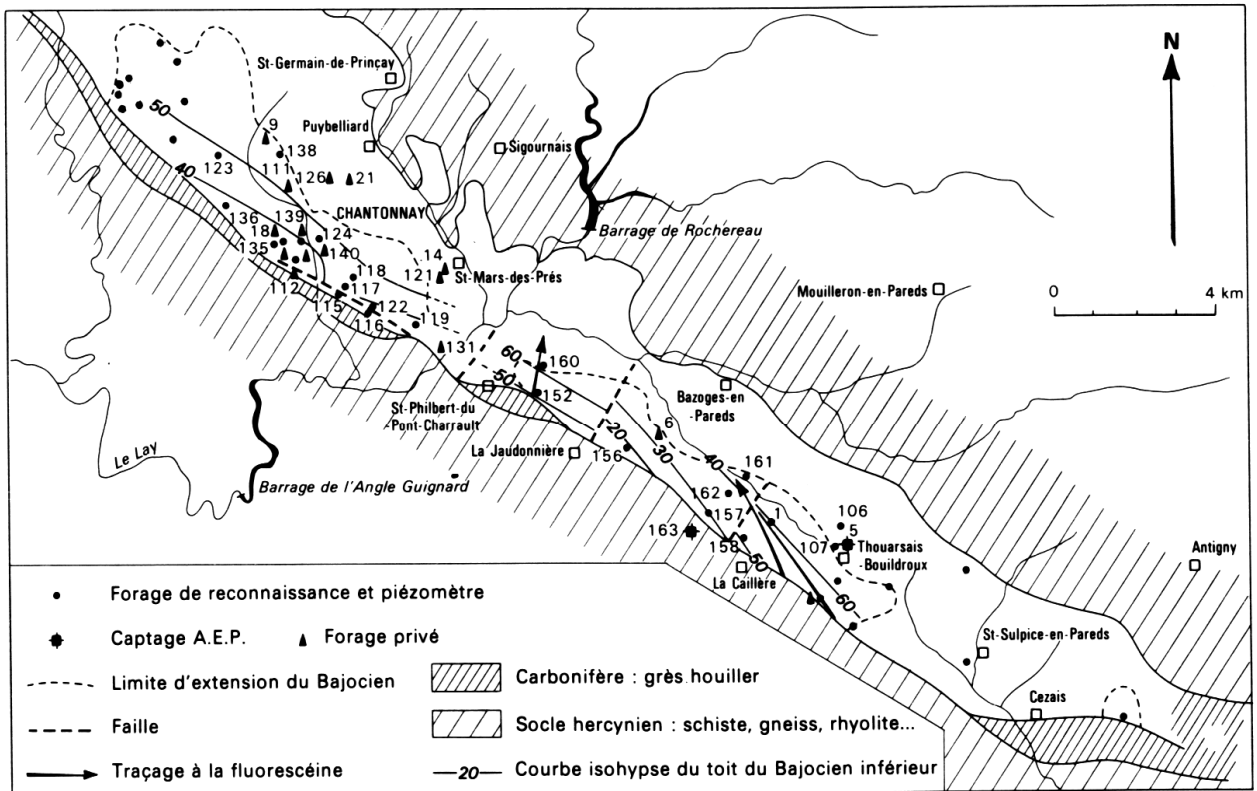 N
St-Germain-de-Prinçay
50
9
Puybelliard
138
Sigournais
123
111
126
21
40
CHANTONNAY
136
139
18
124
Barrage de Rochereau
135
140
14
118
121
St-Mars-des-Prés
112
117
Mouilleron-en-Pareds
0 4 km
115
122
116
119
131
60
160
50
152
Bazoges-en
-Pareds
St-Philbert-du
-Pont-Charrault
6
20
30
La Jaudonnière
156
40
161
Le Lay
162
106
Barrage de l'Angle Guignard
157
1
5
163
158
107
Thouarsais
-Bouildroux
Antigny
50
La Caillère
60
St-Sulpice-en-Pareds
Cezais
Forage de reconnaissance et piézomètre
Captage A.E.P.
Forage privé
Limite d'extension du Bajocien
Carbonifère : grès houiller
Faille
Socle hercynien : schiste, gneiss, rhyolite...
Traçage à la fluorescéine
20
Courbe isohypse du toit du Bajocien inférieur